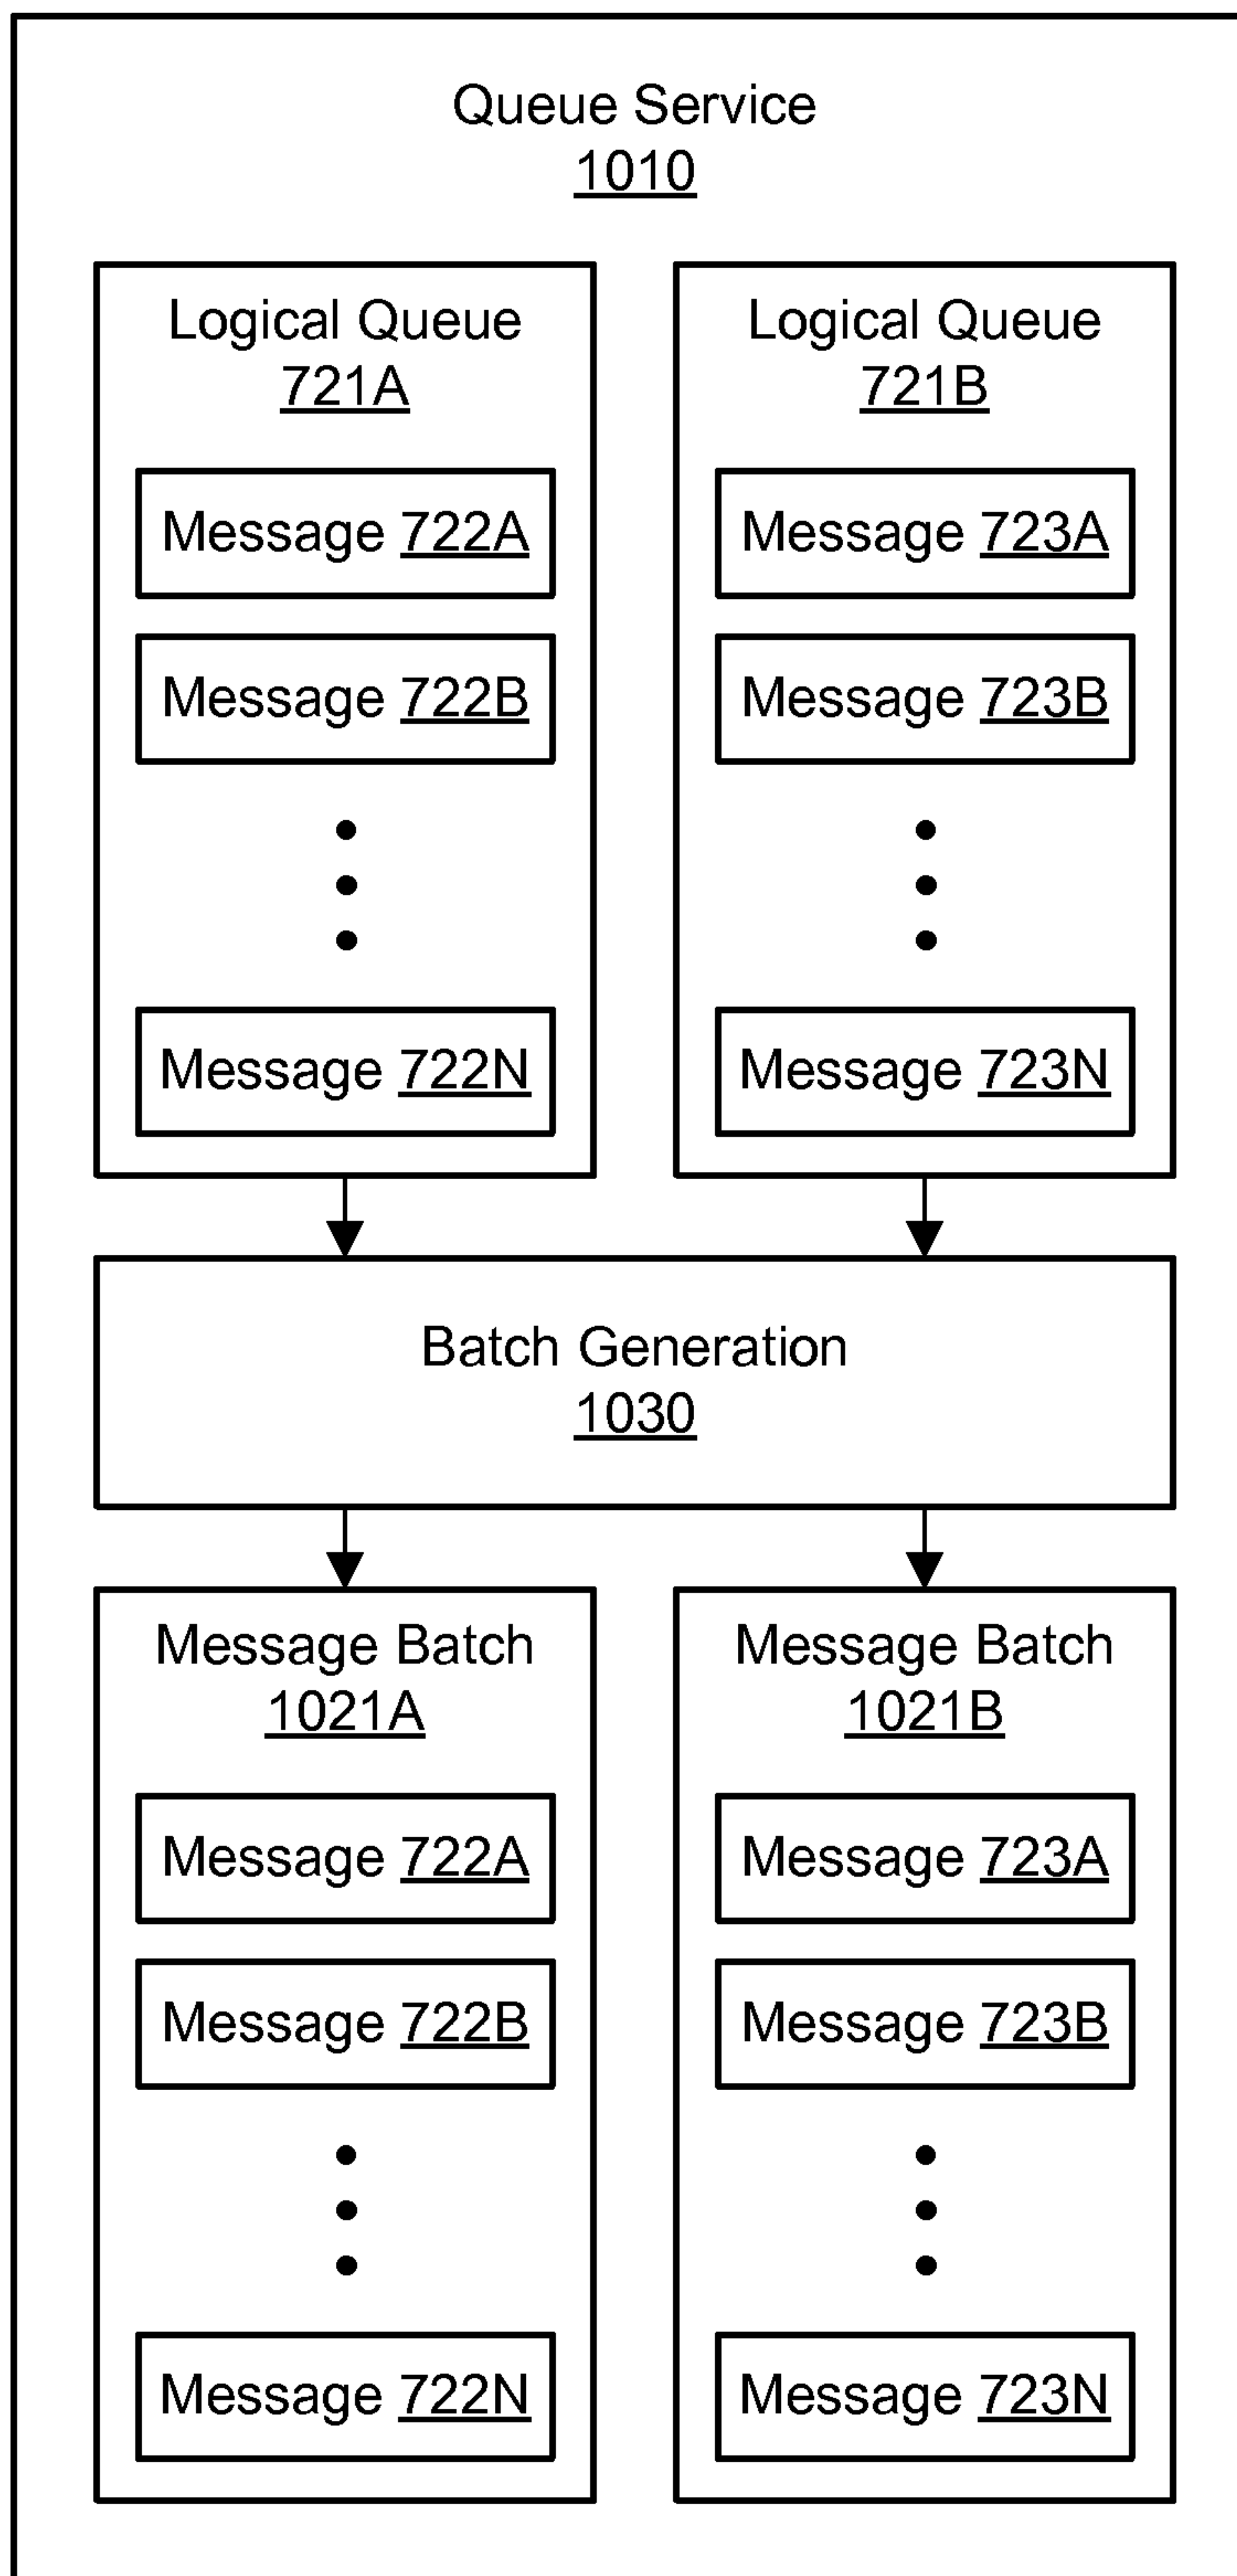 Queue Service
1010
Logical Queue
721A
Message 722A
Message 722B
Message 722N
Logical Queue
721B
Message 723A
Message 723B
Message 723N
Batch Generation
1030
Message Batch
1021A
Message 722A
Message 722B
Message 722N
Message Batch
1021B
Message 723A
Message 723B
Message 723N